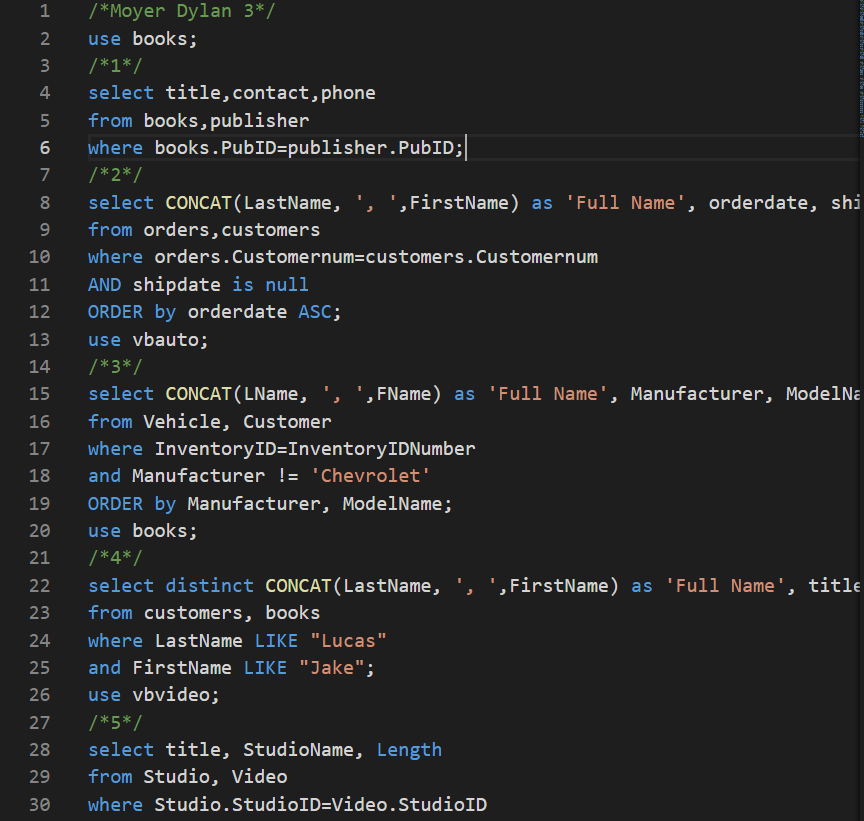 1 /*Moyer Dylan 3*/
2 use books;
3 /*1*/
4 select title,contact,phone
5 from books,publisher
6 where books.PubID=publisher.PubID;
7 /*2*/
8 select CONCAT(LastName, ', ',FirstName) as 'Full Name', orderdate, shi
9 from orders,customers
10 where orders.Customernum=customers.Customernum
11 AND shipdate is null
12 ORDER by orderdate ASC;
13 use vbauto;
14 /*3*/
15 select CONCAT(LName, ', ',FName) as 'Full Name', Manufacturer, ModelNa
16 from Vehicle, Customer
17 where InventoryID=InventoryIDNumber
18 and Manufacturer != 'Chevrolet'
19 ORDER by Manufacturer, ModelName;
20 use books;
21 /*4*/
22 select distinct CONCAT(LastName, ', ',FirstName) as 'Full Name', title
23 from customers, books
24 where LastName LIKE "Lucas"
25 and FirstName LIKE "Jake";
26 use vbvideo;
27 /*5*/
28 select title, StudioName, Length
29 from Studio, Video
30 where Studio.StudioID=Video.StudioID